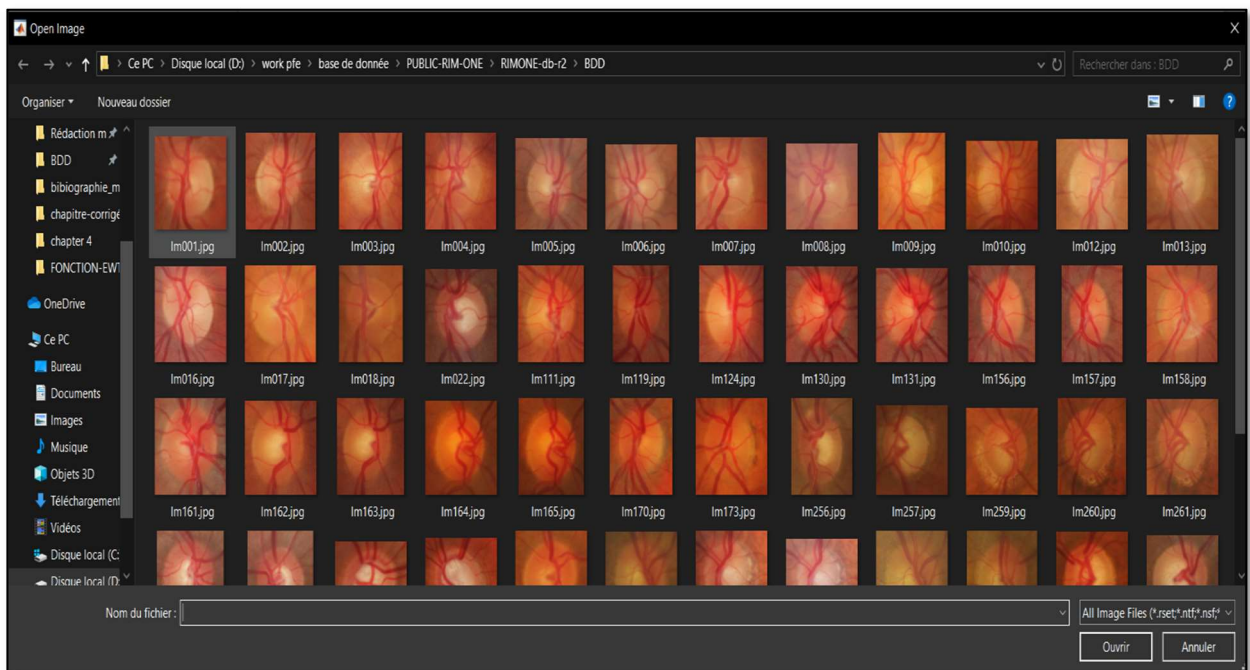 Open Image
Ce PC > Disque local (D:) > work pfe > base de donnée > PUBLIC-RIM-ONE > RIMONE-db-r2 > BDD
Rechercher dans : BDD
Organiser
Nouveau dossier
Rédaction m
BDD
bibiographie_m
chapitre-corrigé
chapter 4
FONCTION-EWT
OneDrive
Ce PC
Bureau
Documents
Images
Musique
Objets 3D
Téléchargement
Vidéos
Disque local (C:
Disque local (D:
Im001.jpg Im002.jpg Im003.jpg Im004.jpg Im005.jpg Im006.jpg Im007.jpg Im008.jpg Im009.jpg Im010.jpg Im012.jpg Im013.jpg
Im016.jpg Im017.jpg Im018.jpg Im022.jpg Im111.jpg Im119.jpg Im124.jpg Im130.jpg Im131.jpg Im156.jpg Im157.jpg Im158.jpg
Im161.jpg Im162.jpg Im163.jpg Im164.jpg Im165.jpg Im170.jpg Im173.jpg Im256.jpg Im257.jpg Im259.jpg Im260.jpg Im261.jpg
Nom du fichier :
All Image Files (*.rset;*.ntf;*.nsf;*
Ouvrir
Annuler